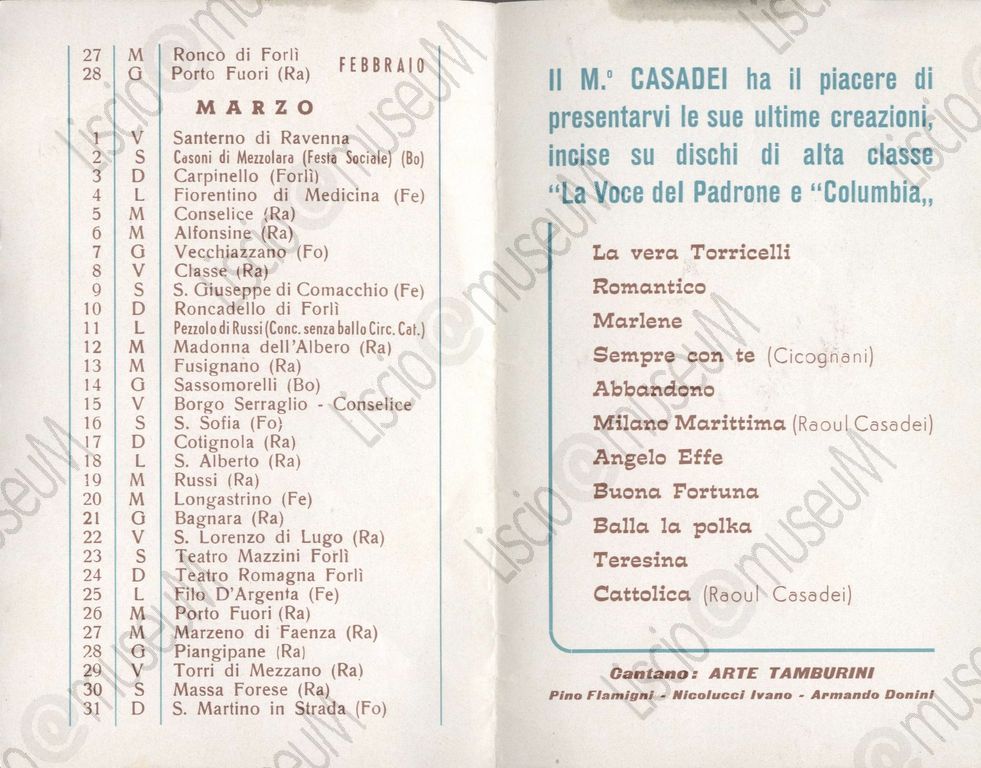 27 M Ronco di Forlì
FEBBRAIO
28 G Porto Fuori (Ra)
MARZO
1 V Santerno di Ravenna
2 S Casoni di Mezzolara (Festa Sociale) (Bo)
3 D Carpinello (Forlì)
4 L Fiorentino di Medicina (Fe)
5 M Conselice (Ra)
6 M Alfonsine (Ra)
7 G Vecchiazzano (Fo)
8 V Classe (Ra)
9 S S. Giuseppe di Comacchio (Fe)
10 D Roncadello di Forlì
11 L Pezzolo di Russi (Conc. senza ballo Circ. Cat.)
12 M Madonna dell'Albero (Ra)
13 M Fusignano (Ra)
14 G Sassomorelli (Bo)
15 V Borgo Serraglio - Conselice
16 S S. Sofia (Fo)
17 D Cotignola (Ra)
18 L S. Alberto (Ra)
19 M Russi (Ra)
20 M Longastrino (Fe)
21 G Bagnara (Ra)
22 V S. Lorenzo di Lugo (Ra)
23 S Teatro Mazzini Forlì
24 D Teatro Romagna Forlì
25 L Filo D'Argenta (Fe)
26 M Porto Fuori (Ra)
27 M Marzeno di Faenza (Ra)
28 G Piangipane (Ra)
29 V Torri di Mezzano (Ra)
30 S Massa Forese (Ra)
31 D S. Martino in Strada (Fo)
Il M.º CASADEI ha il piacere di
presentarvi le sue ultime creazioni,
incise su dischi di alta classe
"La Voce del Padrone e "Columbia„
La vera Torricelli
Romantico
Marlene
Sempre con te (Cicognani)
Abbandono
Milano Marittima (Raoul Casadei)
Angelo Effe
Buona Fortuna
Balla la polka
Teresina
Cattolica (Raoul Casadei)
Cantano: ARTE TAMBURINI
Pino Flamigni - Nicolucci Ivano - Armando Donini
Liscio@museuM
Liscio@museuM
Liscio@museuM
Liscio@museuM